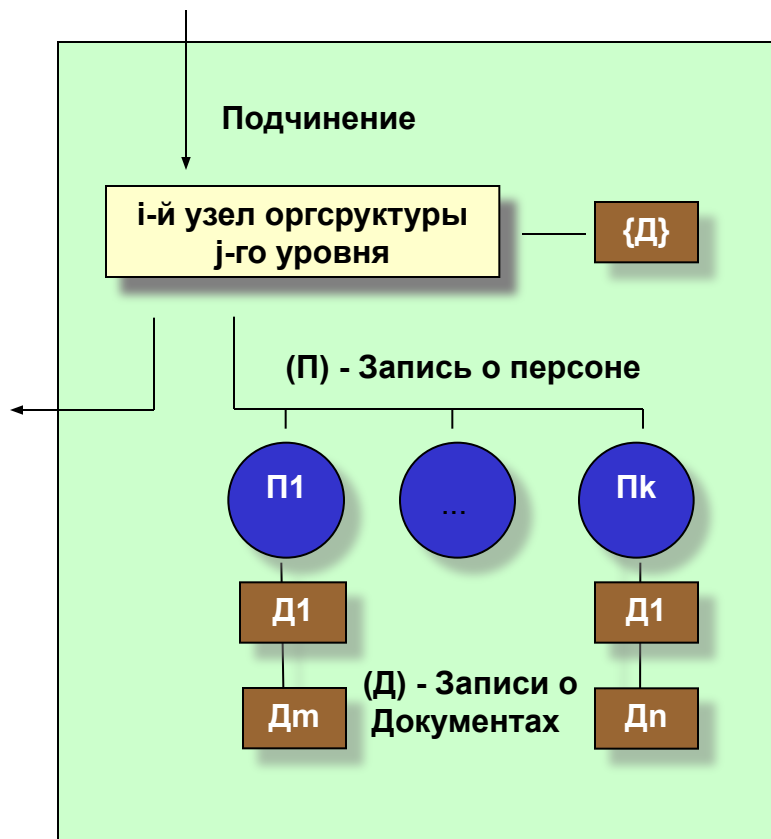 Подчинение
i-й узел оргсруктуры
j-го уровня
{Д}
(П) - Запись о персоне
П1
...
Пk
Д1
Д1
(Д) - Записи о
Документах
Дm
Дn